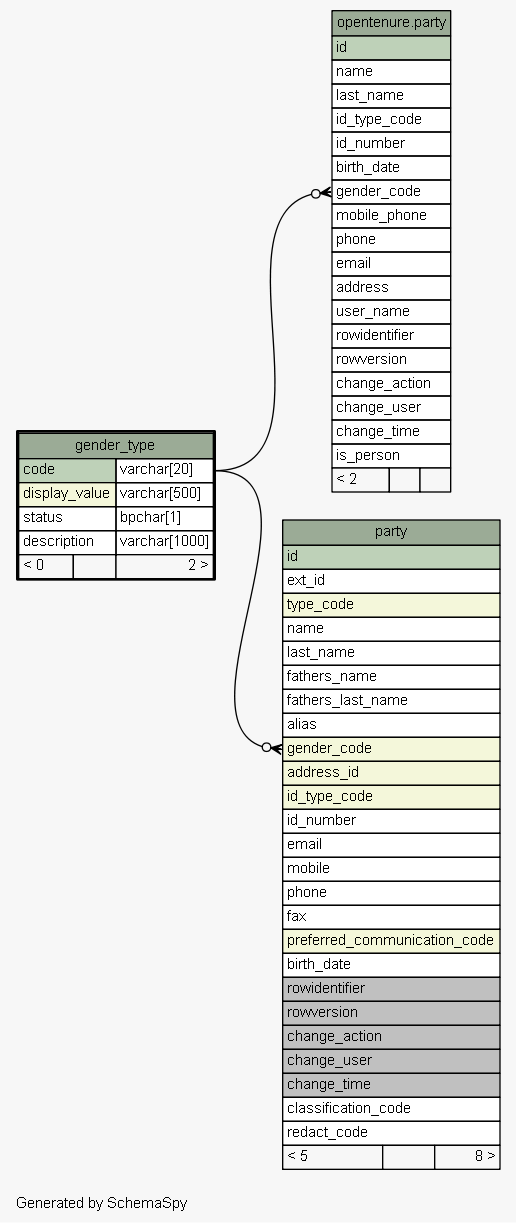 opentenure.party
id
name
last_name
id_type_code
id_number
birth_date
gender_code
mobile_phone
phone
email
address
user_name
rowidentifier
rowversion
change_action
change_user
change_time
is_person
< 2
gender_type
code varchar[20]
display_value varchar[500]
status bpchar[1]
description varchar[1000]
< 0 2 >
party
id
ext_id
type_code
name
last_name
fathers_name
fathers_last_name
alias
gender_code
address_id
id_type_code
id_number
email
mobile
phone
fax
preferred_communication_code
birth_date
rowidentifier
rowversion
change_action
change_user
change_time
classification_code
redact_code
< 5 8 >
Generated by SchemaSpy